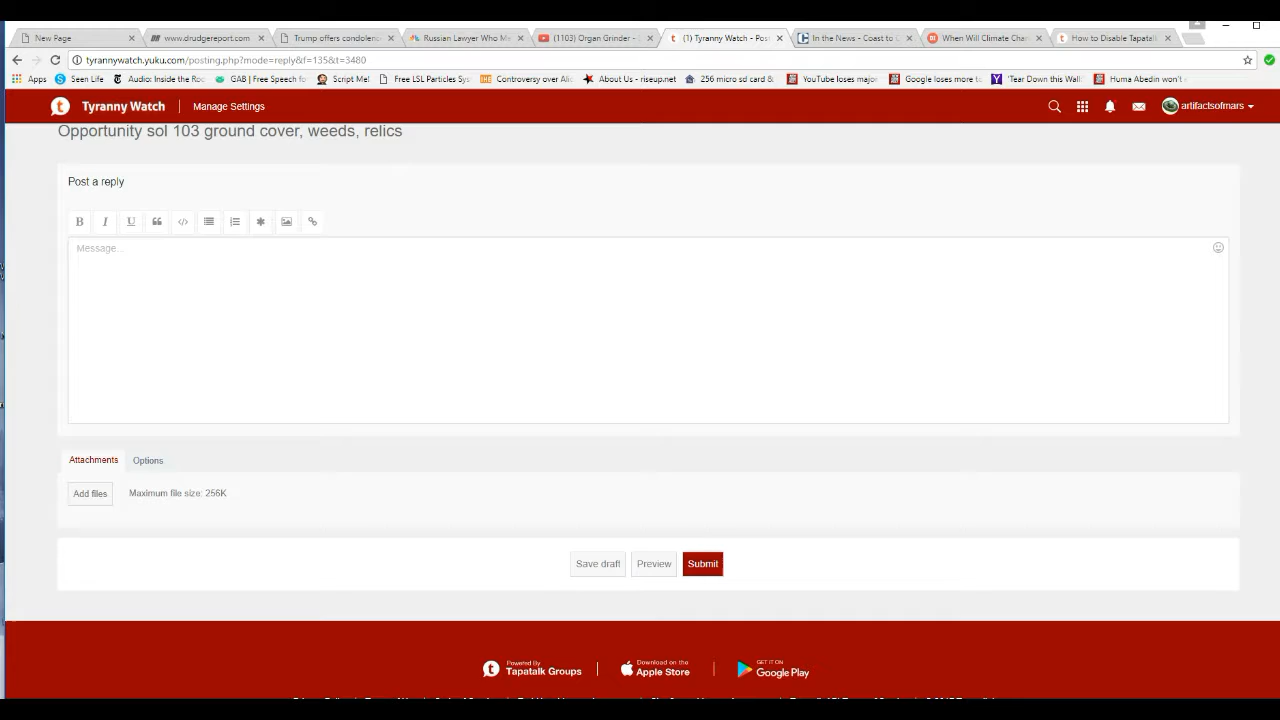 New Page
www.drudgereport.com
Trump offers condolenc
Russian Lawyer Who Me
(1103) Organ Grinder -
(1) Tyranny Watch - Pos
In the News - Coast to C
When Will Climate Chan
How to Disable Tapatalk
tyrannywatch.yuku.com/posting.php?mode=reply&f=135&t=3480
Apps
Seen Life
Audio: Inside the Roc
GAB | Free Speech fo
Script Me!
Free LSL Particles Sys
Controversy over Alic
About Us - riseup.net
256 micro sd card &
YouTube loses major
Google loses more t
'Tear Down this Wall'
Huma Abedin won't
Tyranny Watch
Manage Settings
artifactsofmars
Opportunity sol 103 ground cover, weeds, relics
Post a reply
B I U
Message...
Attachments
Options
Add files
Maximum file size: 256K
Save draft
Preview
Submit
Powered By
Tapatalk Groups
Download on the
Apple Store
GET IT ON
Google Play